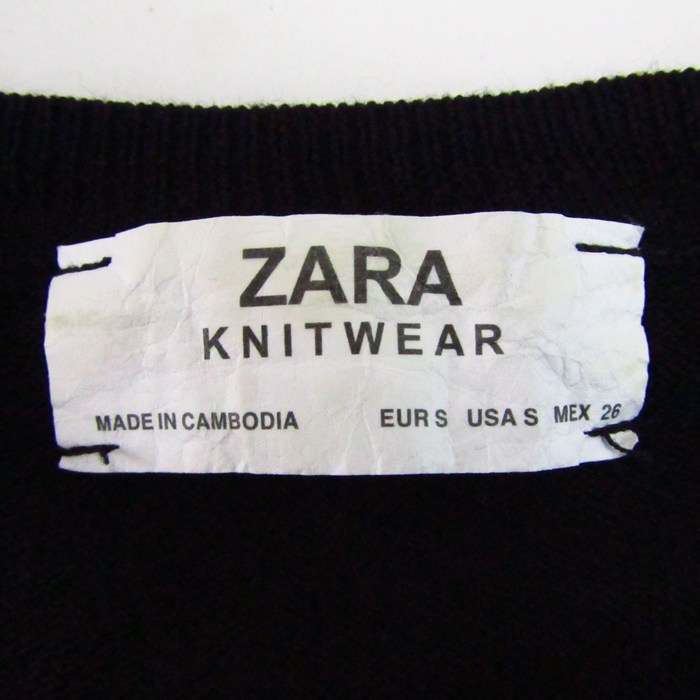 ZARA
KNITWEAR
MADE IN CAMBODIA EUR S USA S MEX 26